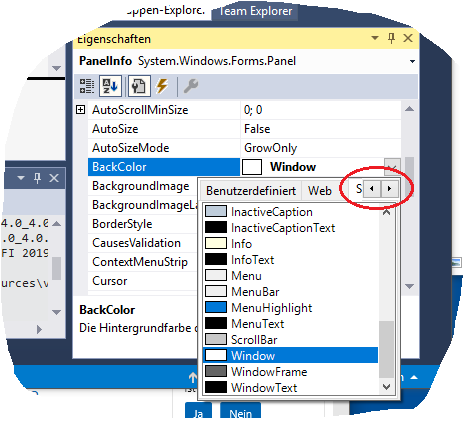 ppen-Explorc.
Team Explorer
Eigenschaften
PanelInfo System.Windows.Forms.Panel
AutoScrollMinSize 0; 0
AutoSize False
AutoSizeMode GrowOnly
BackColor Window
BackgroundImage
BackgroundImageLa
BorderStyle
CausesValidation
ContextMenuStrip
Cursor
Benutzerdefiniert Web S
InactiveCaption
InactiveCaptionText
Info
InfoText
Menu
MenuBar
MenuHighlight
MenuText
ScrollBar
Window
WindowFrame
WindowText
BackColor
Die Hintergrundfarbe d
4.0_4.0.
.0_4.0.
FI 2019
urces\v
Ja Nein